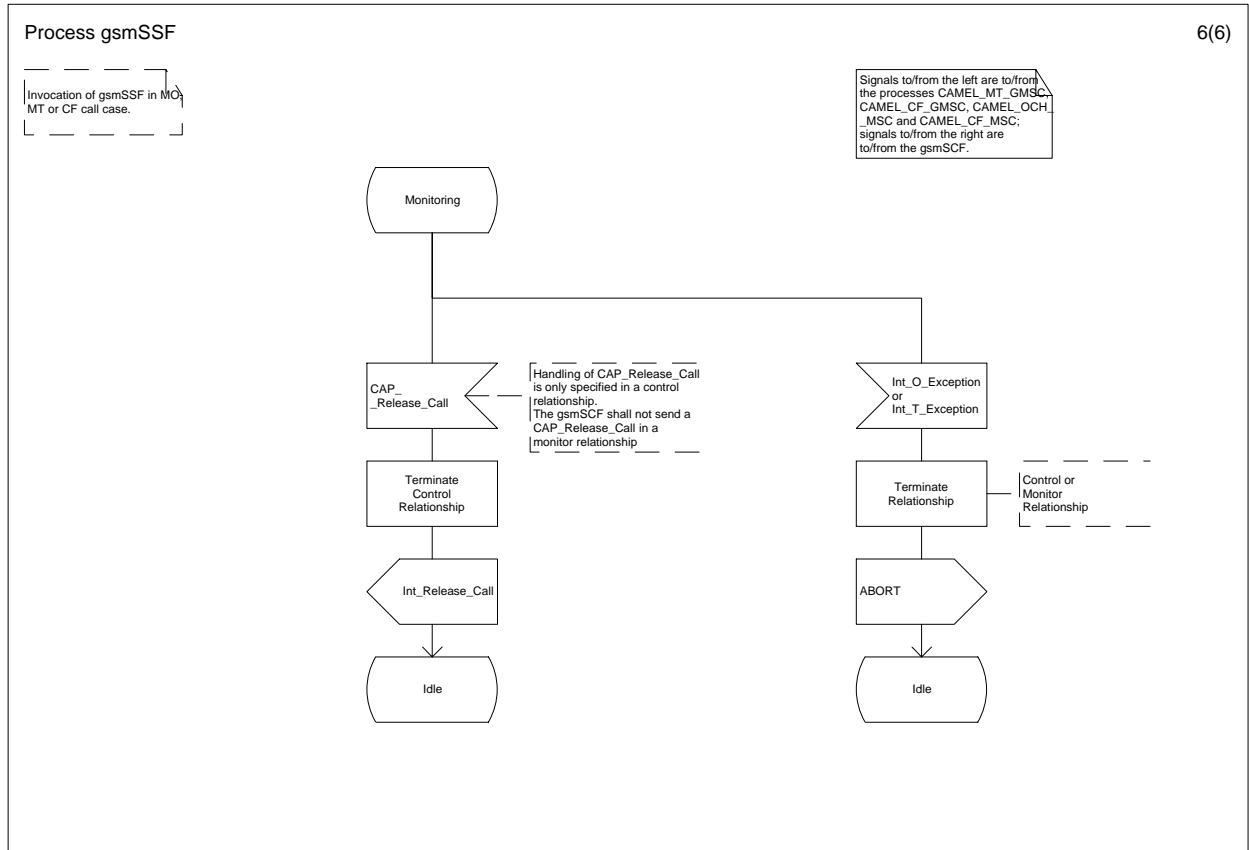 Process gsmSSF
6(6)
Invocation of gsmSSF in MO,
MT or CF call case.
Signals to/from the left are to/from
the processes CAMEL_MT_GMSC,
CAMEL_CF_GMSC, CAMEL_OCH_
_MSC and CAMEL_CF_MSC;
signals to/from the right are
to/from the gsmSCF.
Monitoring
CAP_
_Release_Call
Handling of CAP_Release_Call
is only specified in a control
relationship.
The gsmSCF shall not send a
CAP_Release_Call in a
monitor relationship
Int_O_Exception
or
Int_T_Exception
Terminate
Control
Relationship
Terminate
Relationship
Control or
Monitor
Relationship
Int_Release_Call
ABORT
Idle
Idle